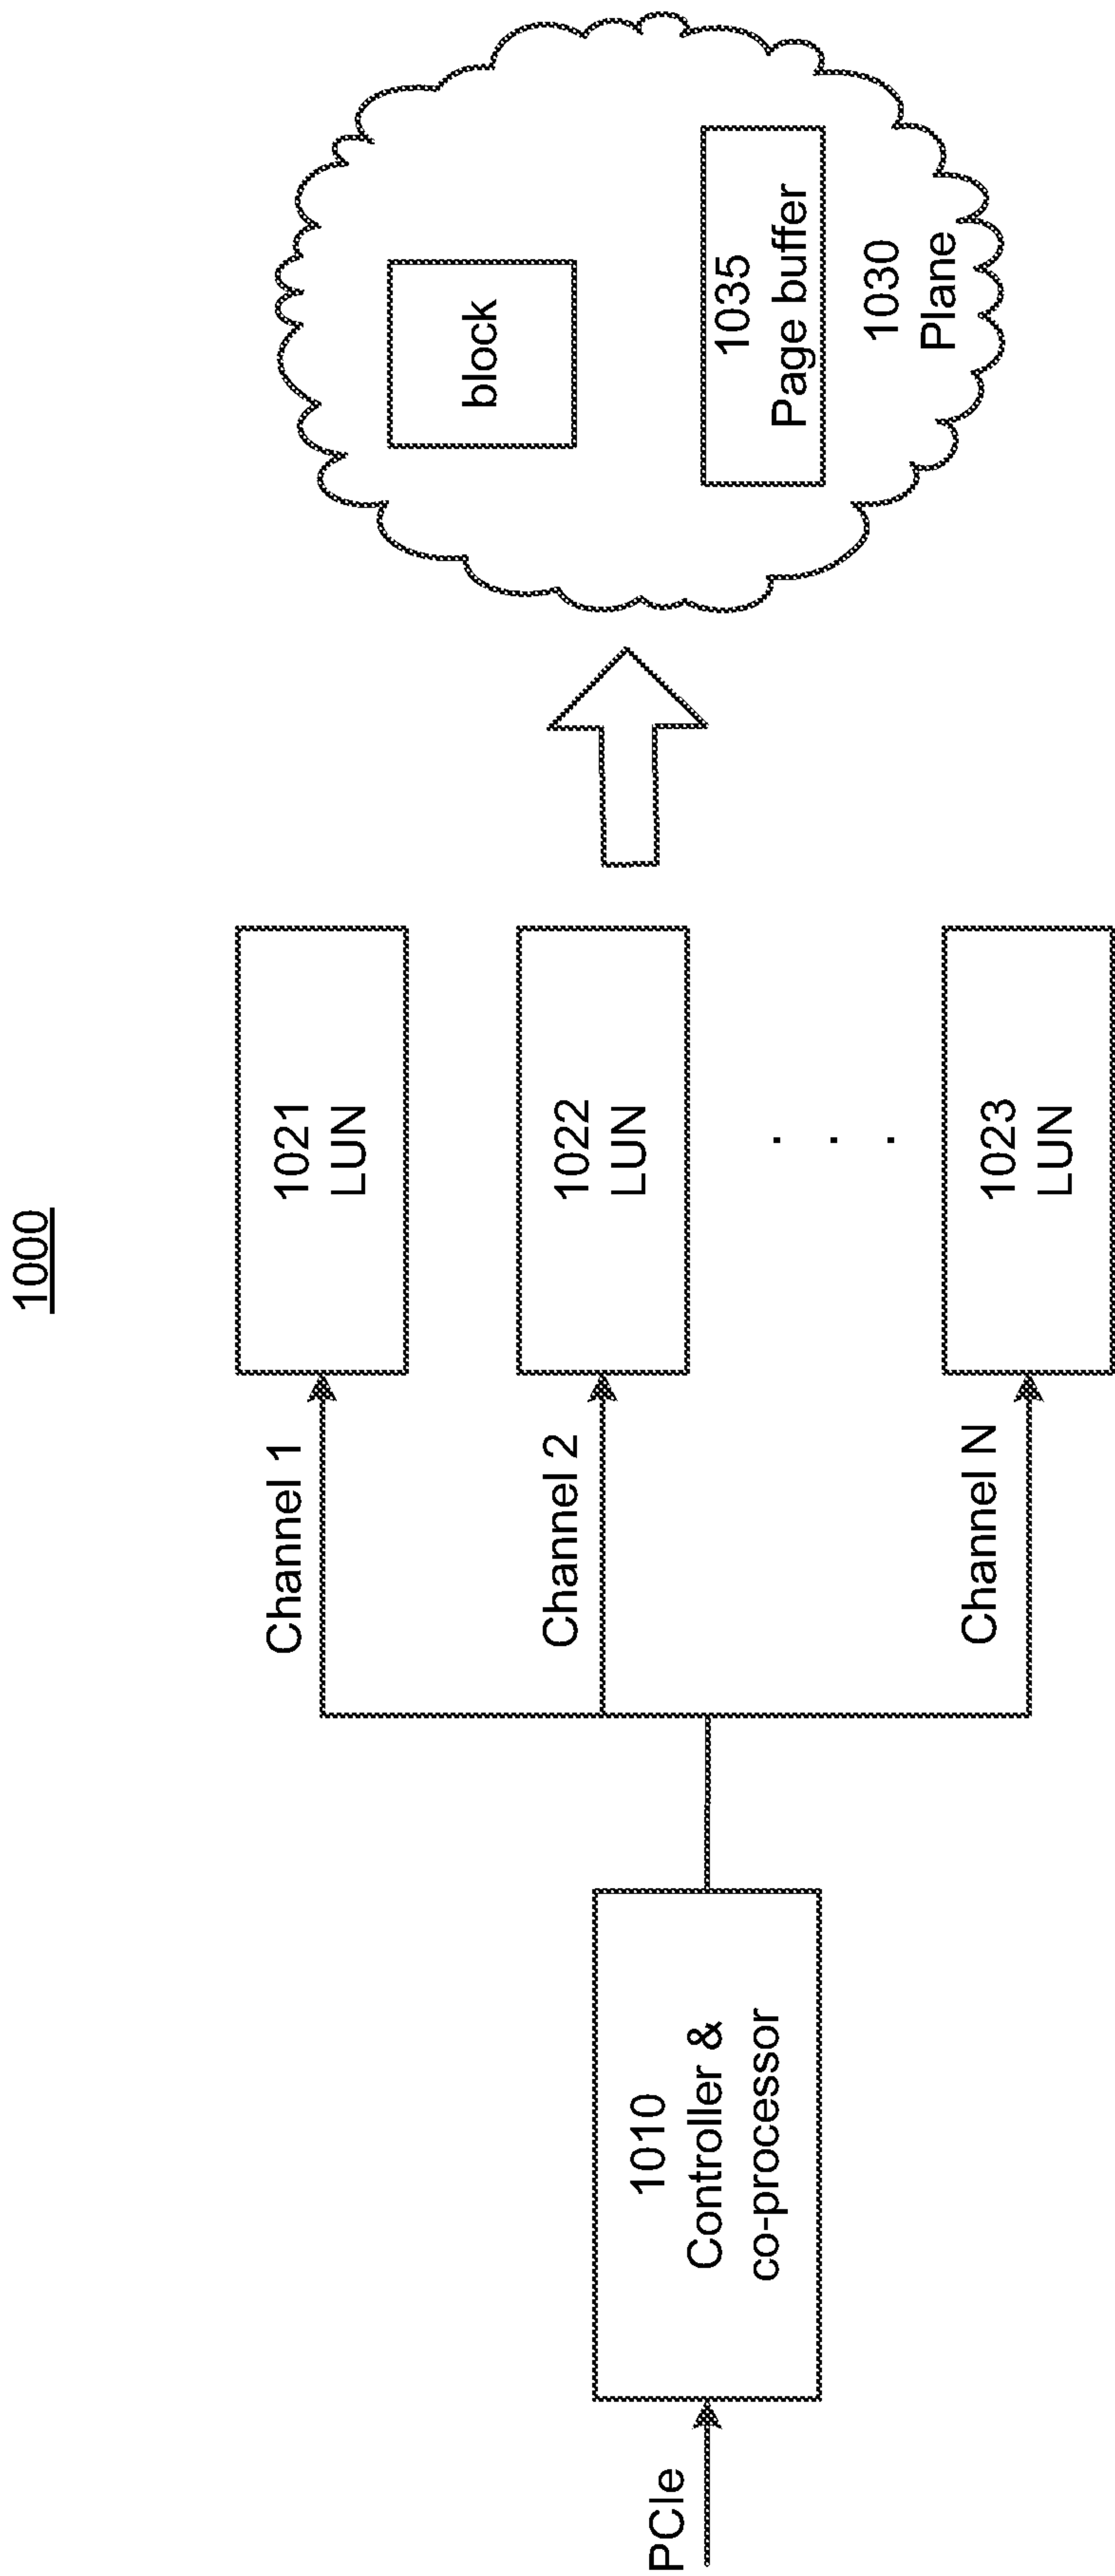 1000
PCIe
1010
Controller &
co-processor
Channel 1
Channel 2
Channel N
1021
LUN
1022
LUN
. . .
1023
LUN
block
1035
Page buffer
1030
Plane